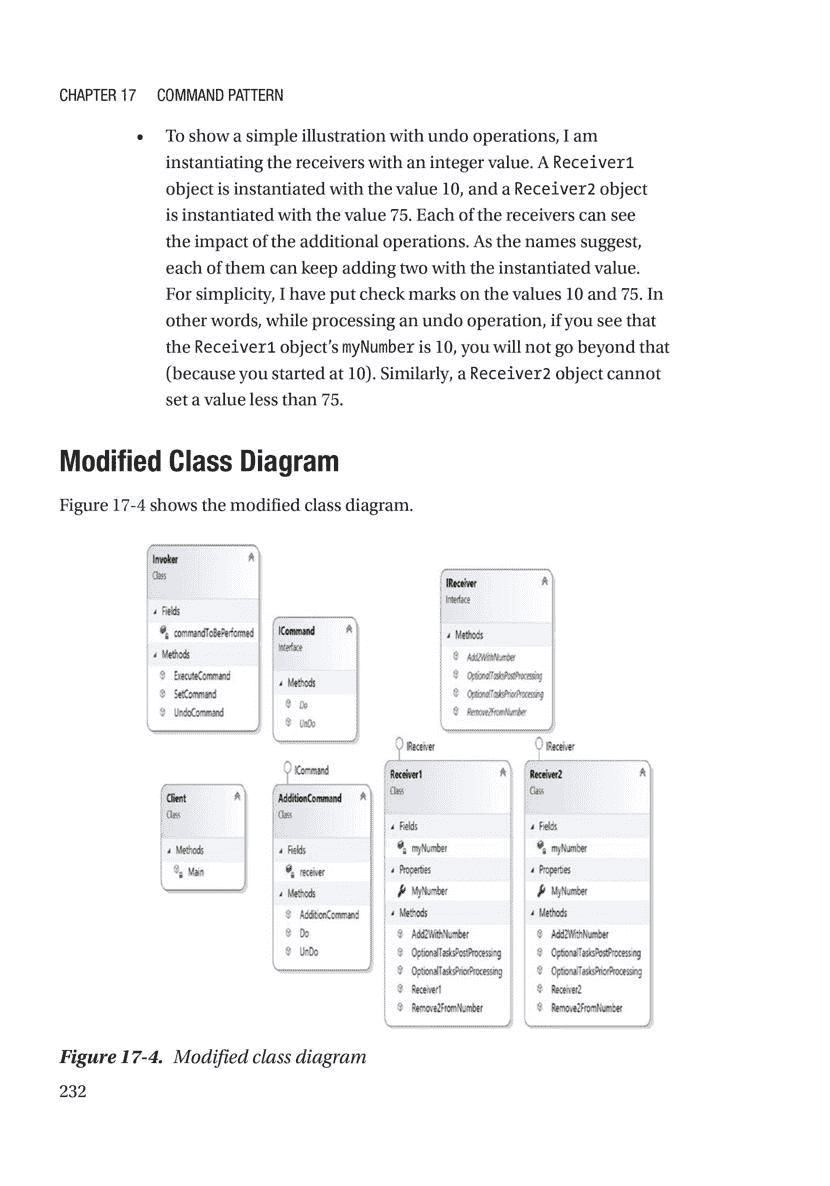 CHAPTER 17 COMMAND PATTERN
• To show a simple illustration with undo operations, I am
instantiating the receivers with an integer value. A Receiver1
object is instantiated with the value 10, and a Receiver2 object
is instantiated with the value 75. Each of the receivers can see
the impact of the additional operations. As the names suggest,
each of them can keep adding two with the instantiated value.
For simplicity, I have put check marks on the values 10 and 75. In
other words, while processing an undo operation, if you see that
the Receiver1 object’s myNumber is 10, you will not go beyond that
(because you started at 10). Similarly, a Receiver2 object cannot
set a value less than 75.
Modified Class Diagram
Figure 17-4 shows the modified class diagram.
Invoker
Class
Fields
commandToBePerformed
Methods
ExecuteCommand
SetCommand
UndoCommand
ICommand
Interface
Methods
Do
UnDo
IReceiver
Interface
Methods
Add2WithNumber
OptionalTasksPostProcessing
OptionalTasksPriorProcessing
Remove2FromNumber
Client
Class
Methods
Main
ICommand
AdditionCommand
Class
Fields
receiver
Methods
AdditionCommand
Do
UnDo
IReceiver
Receiver1
Class
Fields
myNumber
Properties
MyNumber
Methods
Add2WithNumber
OptionalTasksPostProcessing
OptionalTasksPriorProcessing
Receiver1
Remove2FromNumber
IReceiver
Receiver2
Class
Fields
myNumber
Properties
MyNumber
Methods
Add2WithNumber
OptionalTasksPostProcessing
OptionalTasksPriorProcessing
Receiver2
Remove2FromNumber
Figure 17-4. Modified class diagram
232